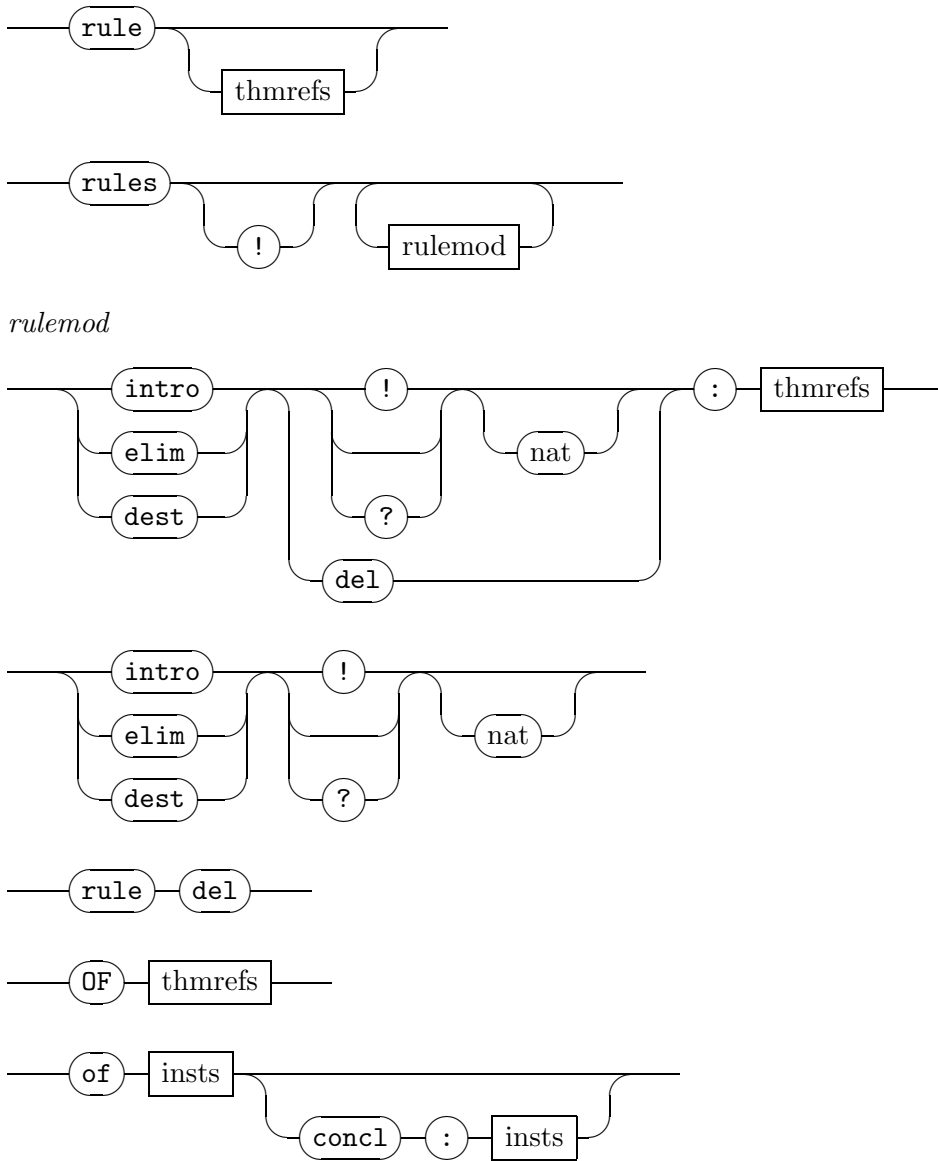 rule
thmrefs
rules
! rulemod
rulemod
intro ! : thmrefs
elim nat
dest ?
del
intro !
elim nat
dest ?
rule del
OF thmrefs
of insts
concl : insts